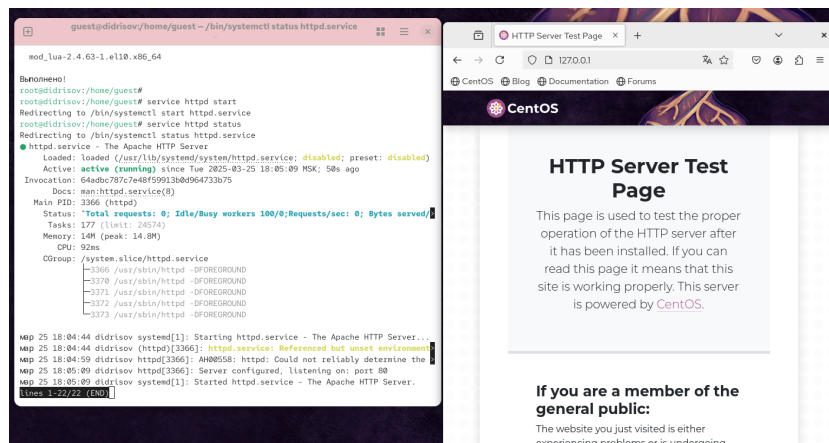 guest@didrisov:/home/guest – /bin/systemctl status httpd.service
mod_lua-2.4.63-1.el10.x86_64
Выполнено!
root@didrisov:/home/guest#
root@didrisov:/home/guest# service httpd start
Redirecting to /bin/systemctl start httpd.service
root@didrisov:/home/guest# service httpd status
Redirecting to /bin/systemctl status httpd.service
● httpd.service - The Apache HTTP Server
Loaded: loaded (/usr/lib/systemd/system/httpd.service; disabled; preset: disabled)
Active: active (running) since Tue 2025-03-25 18:05:09 MSK; 50s ago
Invocation: 64adbc787c7e48f59913b0d964733b75
Docs: man:httpd.service(8)
Main PID: 3366 (httpd)
Status: "Total requests: 0; Idle/Busy workers 100/0;Requests/sec: 0; Bytes served/>
Tasks: 177 (limit: 24574)
Memory: 14M (peak: 14.8M)
CPU: 92ms
CGroup: /system.slice/httpd.service
├─3366 /usr/sbin/httpd -DFOREGROUND
├─3370 /usr/sbin/httpd -DFOREGROUND
├─3371 /usr/sbin/httpd -DFOREGROUND
├─3372 /usr/sbin/httpd -DFOREGROUND
└─3373 /usr/sbin/httpd -DFOREGROUND
мар 25 18:04:44 didrisov systemd[1]: Starting httpd.service - The Apache HTTP Server...
мар 25 18:04:44 didrisov (httpd)[3366]: httpd.service: Referenced but unset environment>
мар 25 18:04:59 didrisov httpd[3366]: AH00558: httpd: Could not reliably determine the >
мар 25 18:05:09 didrisov httpd[3366]: Server configured, listening on: port 80
мар 25 18:05:09 didrisov systemd[1]: Started httpd.service - The Apache HTTP Server.
lines 1-22/22 (END)
HTTP Server Test Page
127.0.0.1
CentOS Blog Documentation Forums
CentOS
HTTP Server Test
Page
This page is used to test the proper
operation of the HTTP server after
it has been installed. If you can
read this page it means that this
site is working properly. This server
is powered by CentOS.
If you are a member of the
general public:
The website you just visited is either
experiencing problems or is undergoing